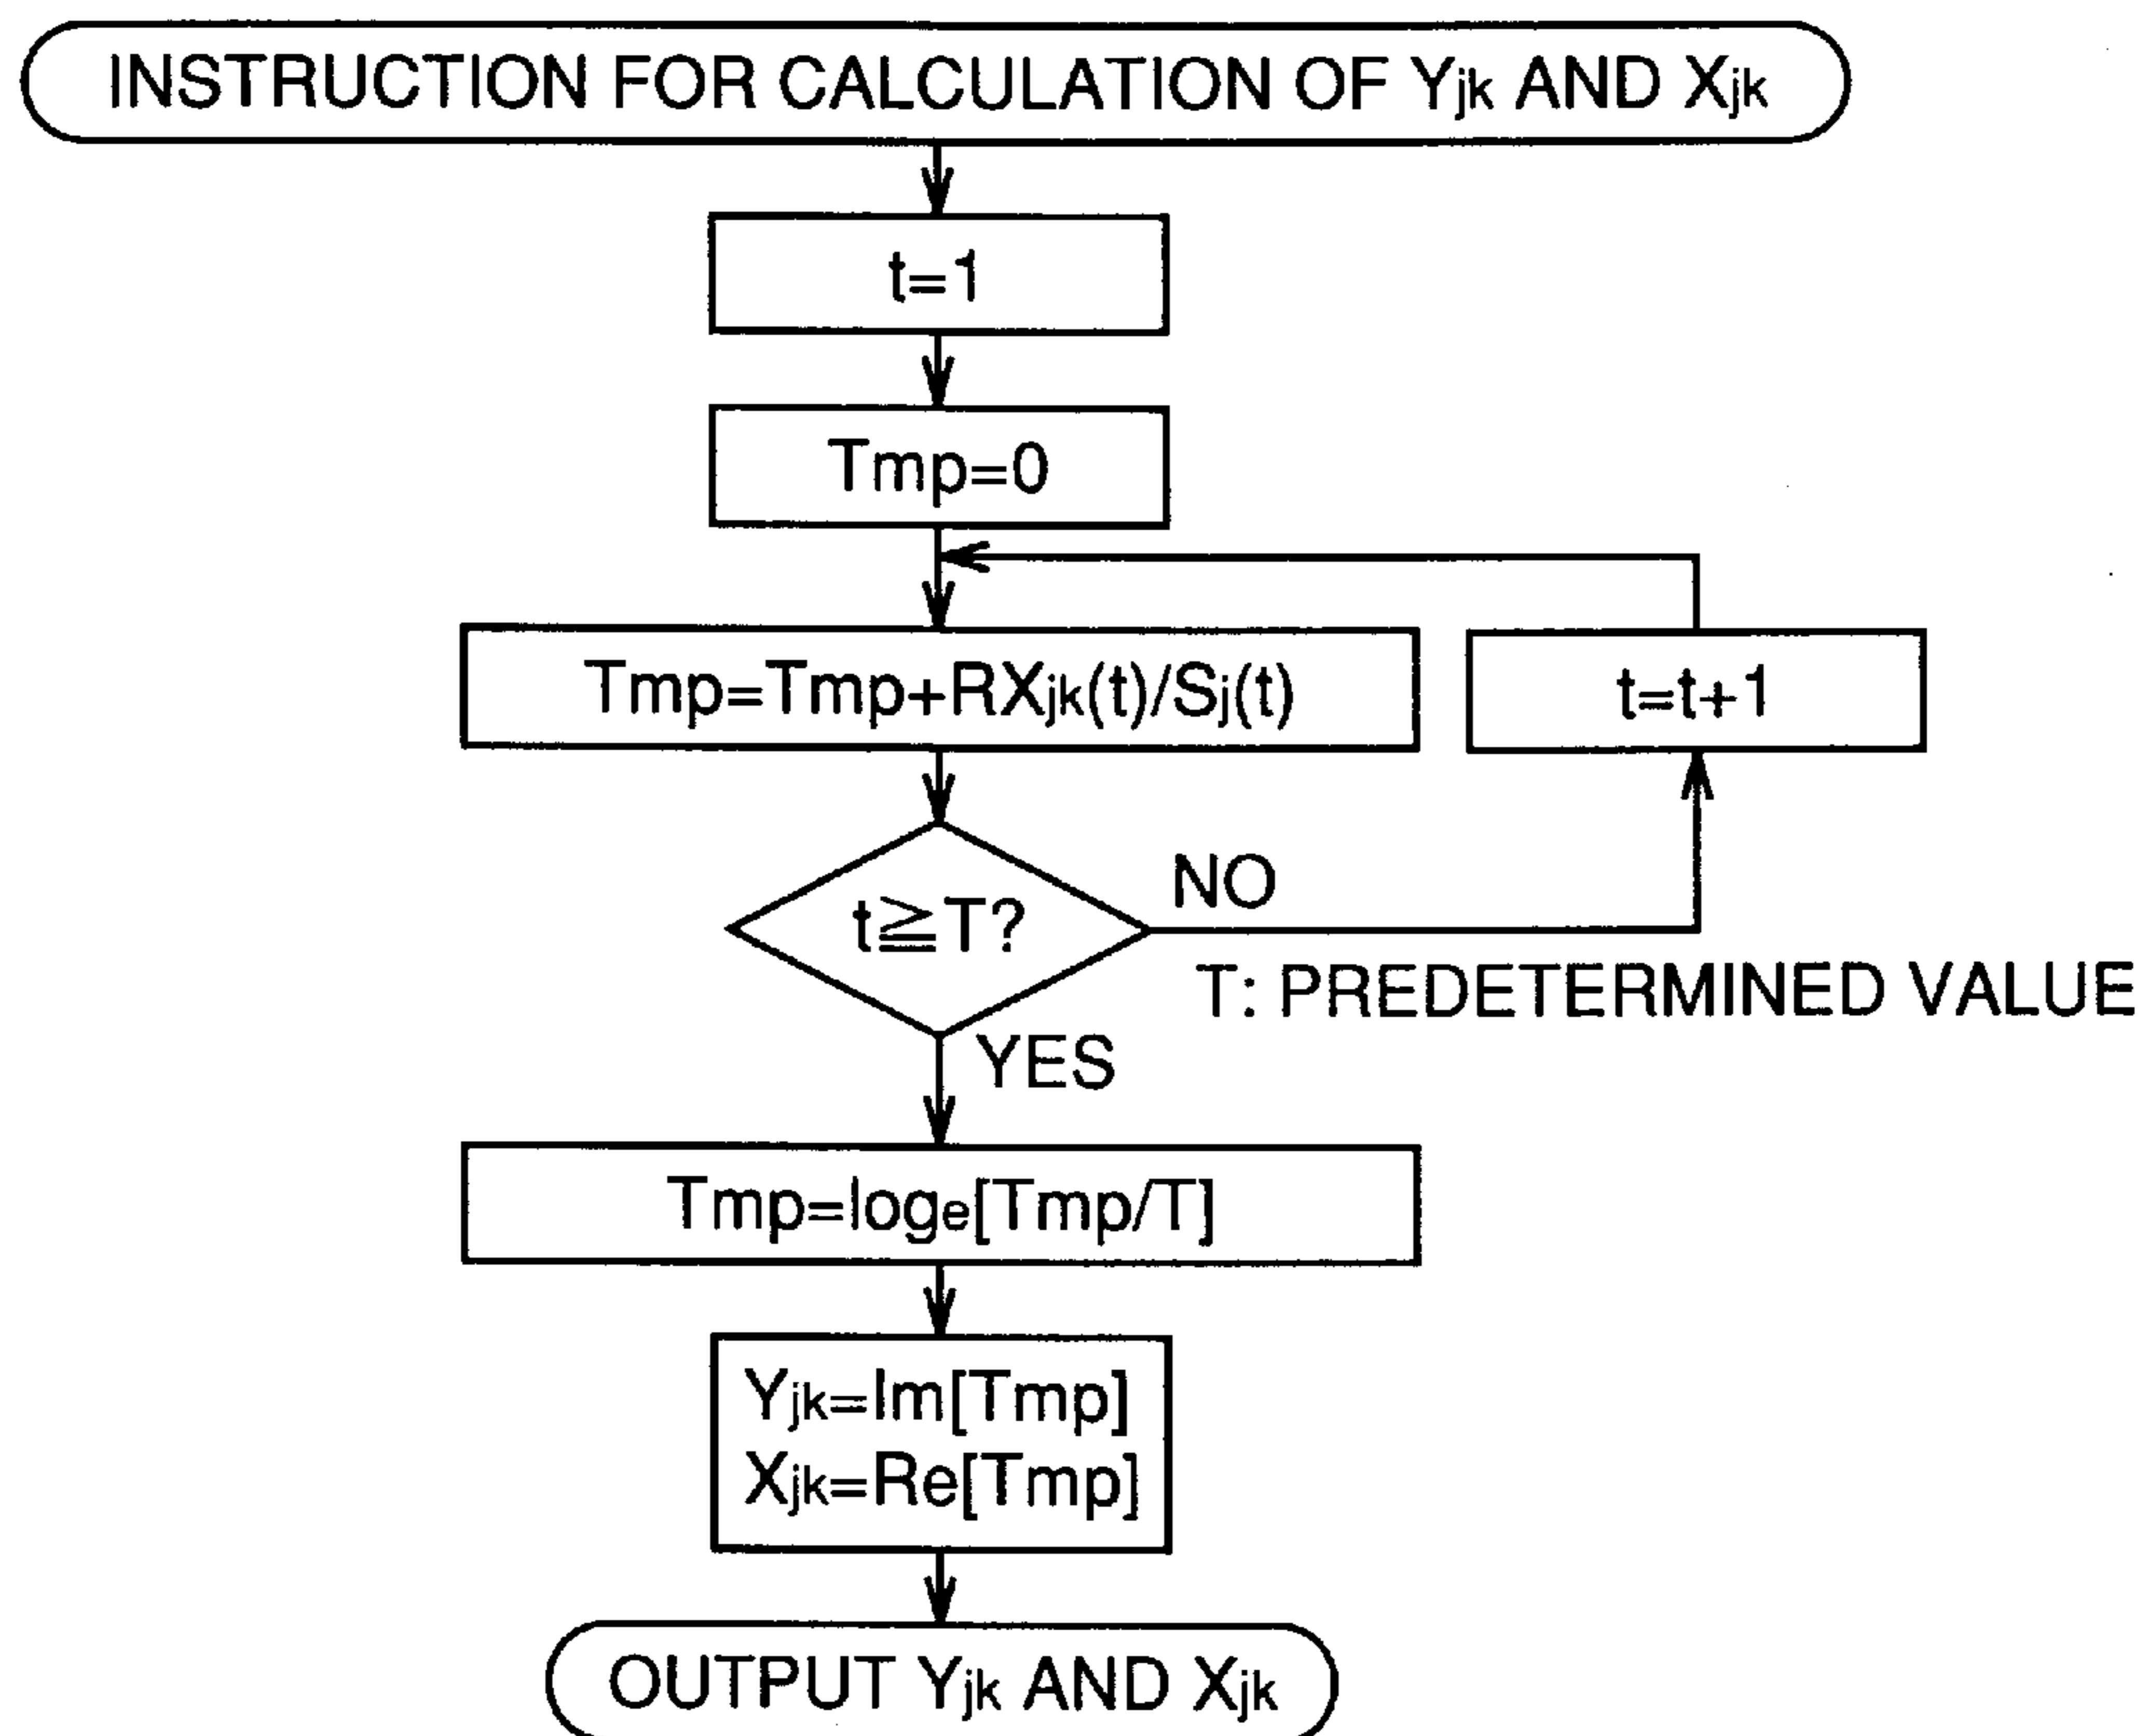 INSTRUCTION FOR CALCULATION OF Yjk AND Xjk
t=1
Tmp=0
Tmp=Tmp+RXjk(t)/Sj(t)
t=t+1
t≧T?
NO
T: PREDETERMINED VALUE
YES
Tmp=loge[Tmp/T]
Yjk=Im[Tmp]
Xjk=Re[Tmp]
OUTPUT Yjk AND Xjk